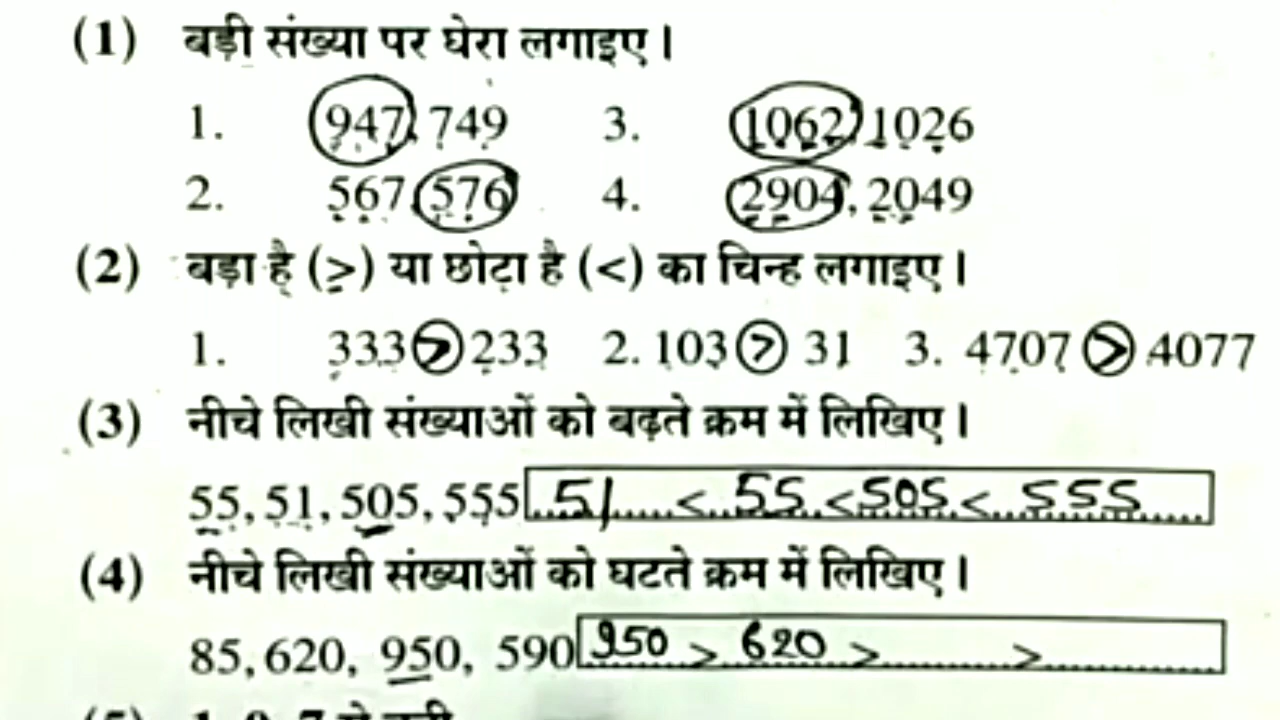 (1) बड़ी संख्या पर घेरा लगाइए।
1. 947, 749 3. 1062, 1026
2. 567, 576 4. 2904, 2049
(2) बड़ा है (>) या छोटा है (<) का चिन्ह लगाइए।
1. 333 > 233 2. 103 > 31 3. 4707 > 4077
(3) नीचे लिखी संख्याओं को बढ़ते क्रम में लिखिए।
55, 51, 505, 555 51 < 55 < 505 < 555
(4) नीचे लिखी संख्याओं को घटते क्रम में लिखिए।
85, 620, 950, 590 950 > 620 > >